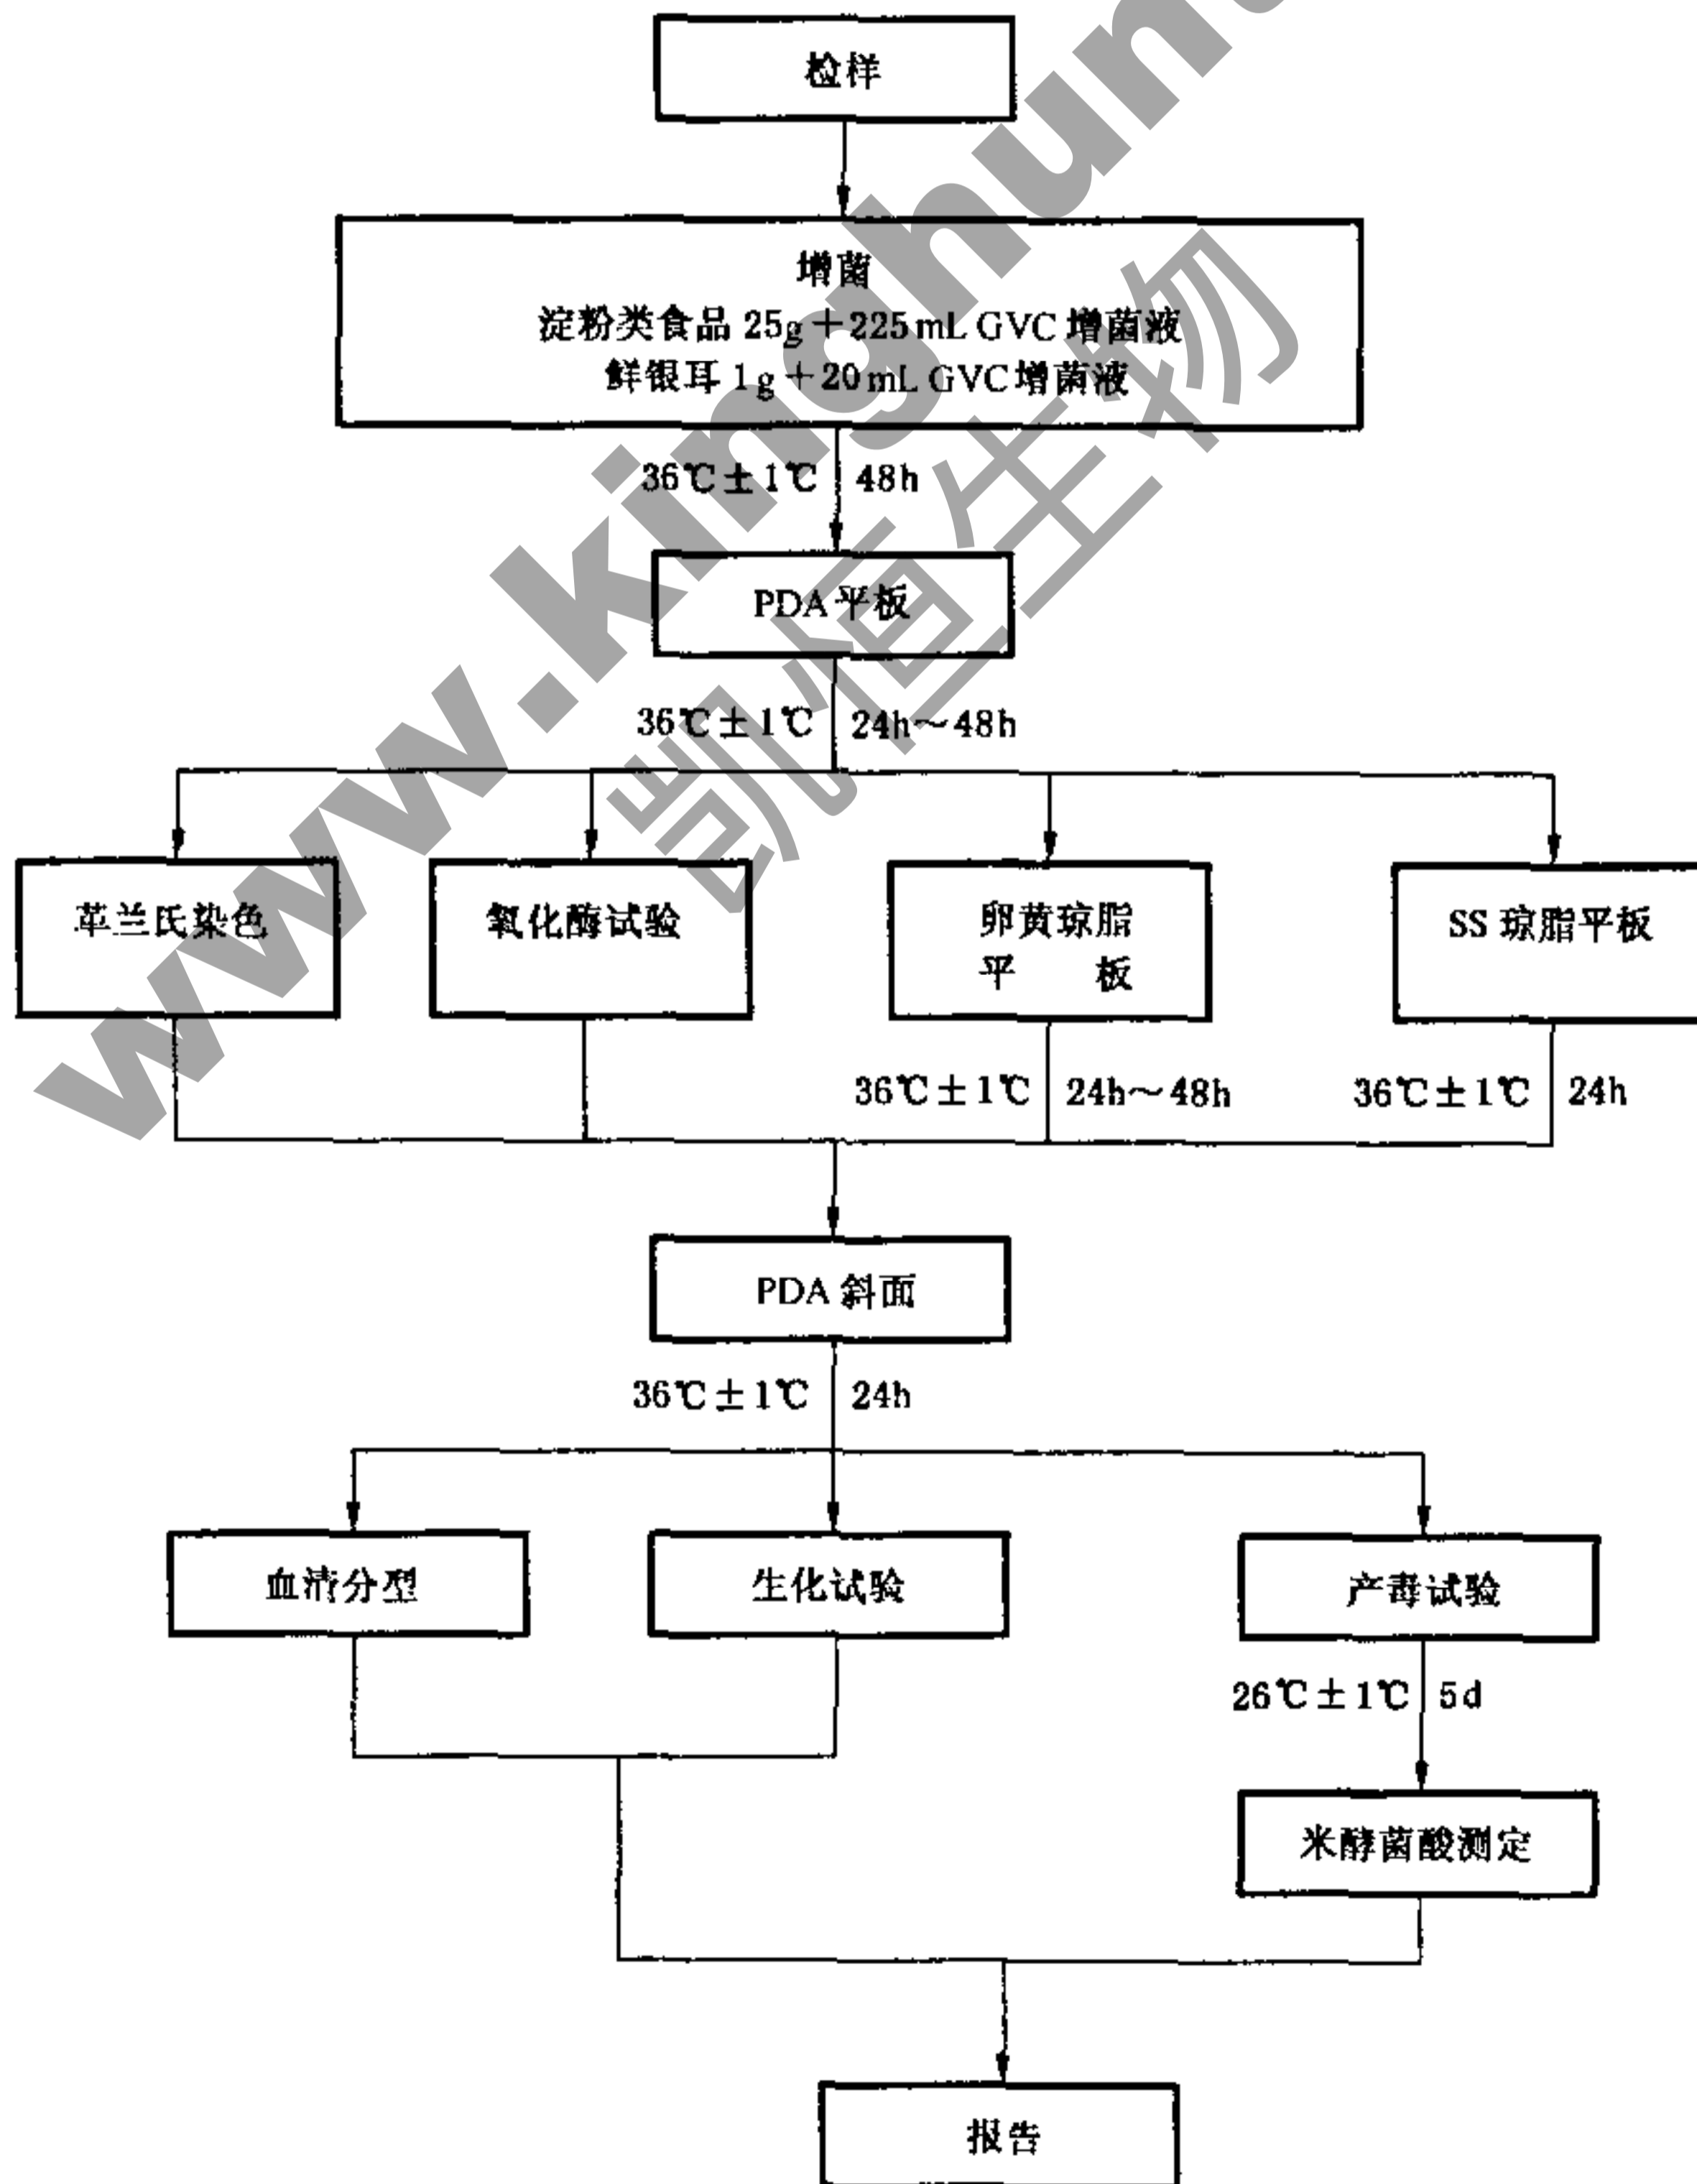 检样
增菌
淀粉类食品 25g＋225mL GVC 增菌液
鲜银耳 1g＋20mL GVC 增菌液
36℃±1℃ 48h
PDA 平板
36℃±1℃ 24h～48h
革兰氏染色
氧化酶试验
卵黄琼脂
平 板
SS 琼脂平板
36℃±1℃ 24h～48h
36℃±1℃ 24h
PDA 斜面
36℃±1℃ 24h
血清分型
生化试验
产毒试验
26℃±1℃ 5d
米酵菌酸测定
报告
www.kinghun
凯恒生物